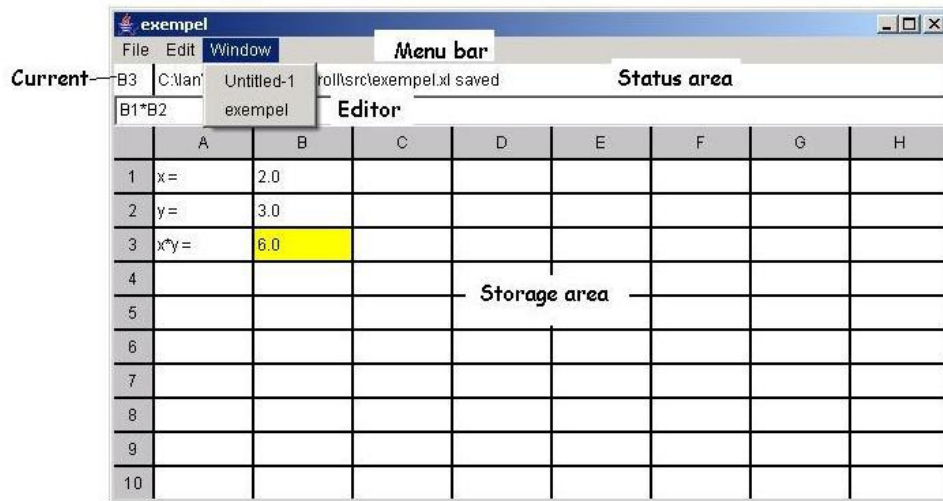 exempel
File Edit Window Menu bar
Current B3 C:\lan' roll\src\exempel.xl saved Status area
Untitled-1
B1*B2 exempel Editor
A B C D E F G H
1 x = 2.0
2 y = 3.0
3 x*y = 6.0
4
Storage area
5
6
7
8
9
10